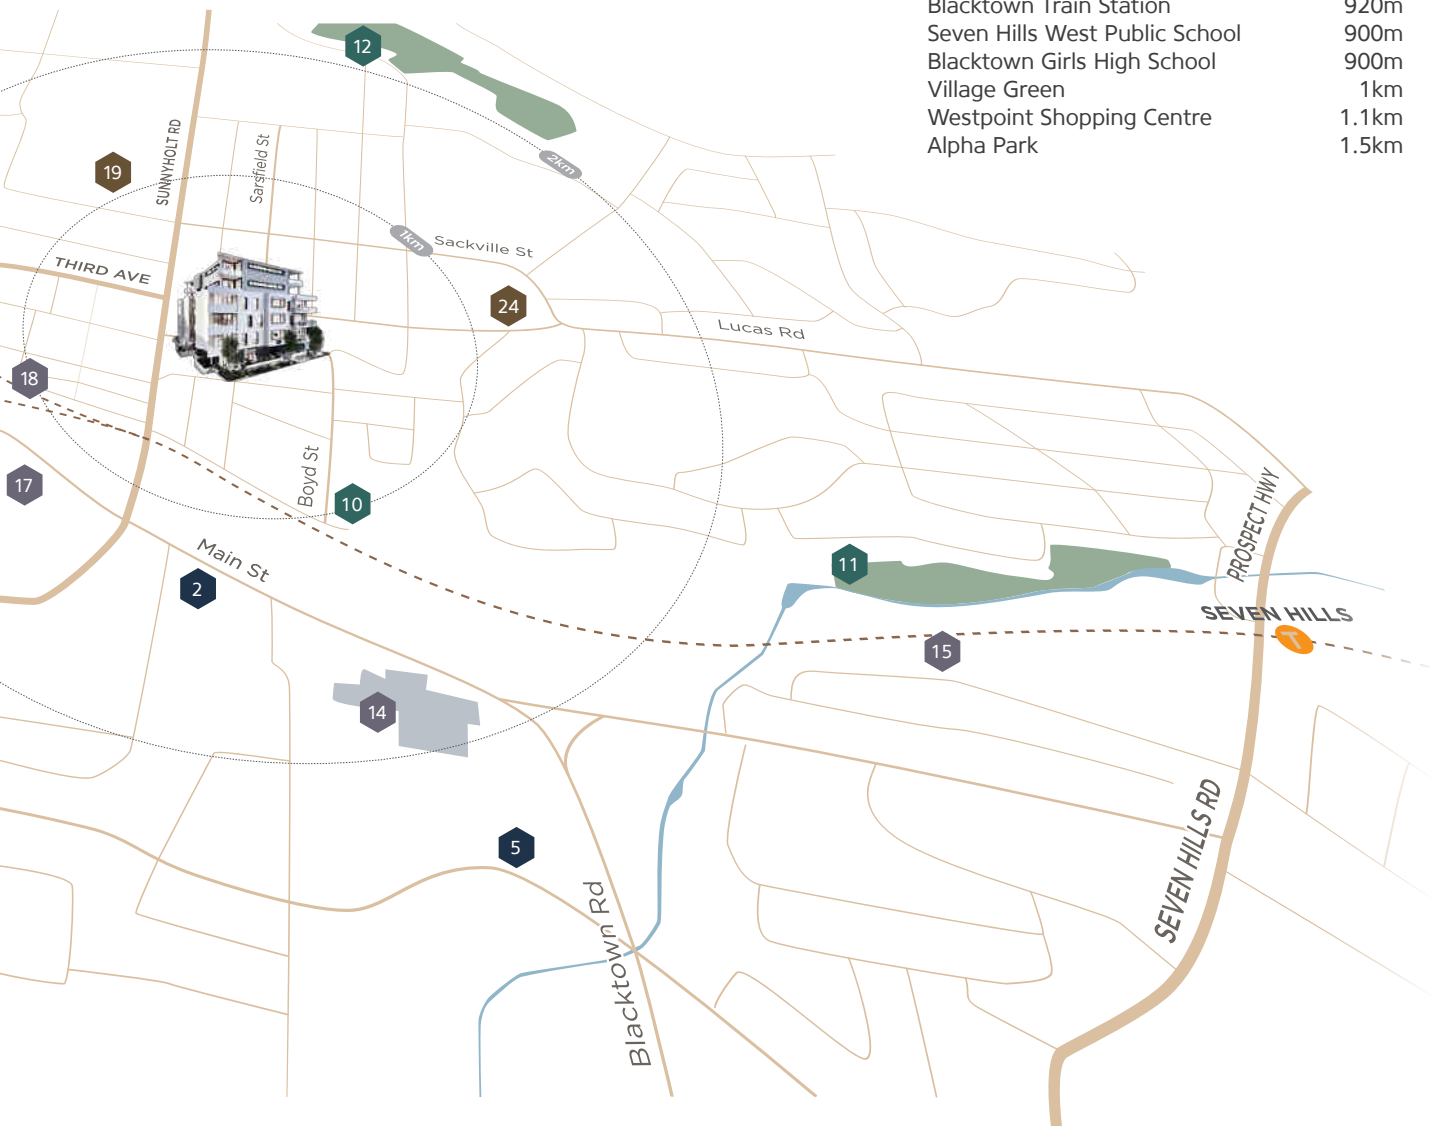 Blacktown Train Station 920m
Seven Hills West Public School 900m
Blacktown Girls High School 900m
Village Green 1km
Westpoint Shopping Centre 1.1km
Alpha Park 1.5km
12
2km
19
SUNNYHOLT RD
Sarsfield St
1km
Sackville St
THIRD AVE
24
Lucas Rd
18
17
Boyd St
10
PROSPECT HWY
Main St
11
2
SEVEN HILLS
T
15
14
SEVEN HILLS RD
5
Blacktown Rd